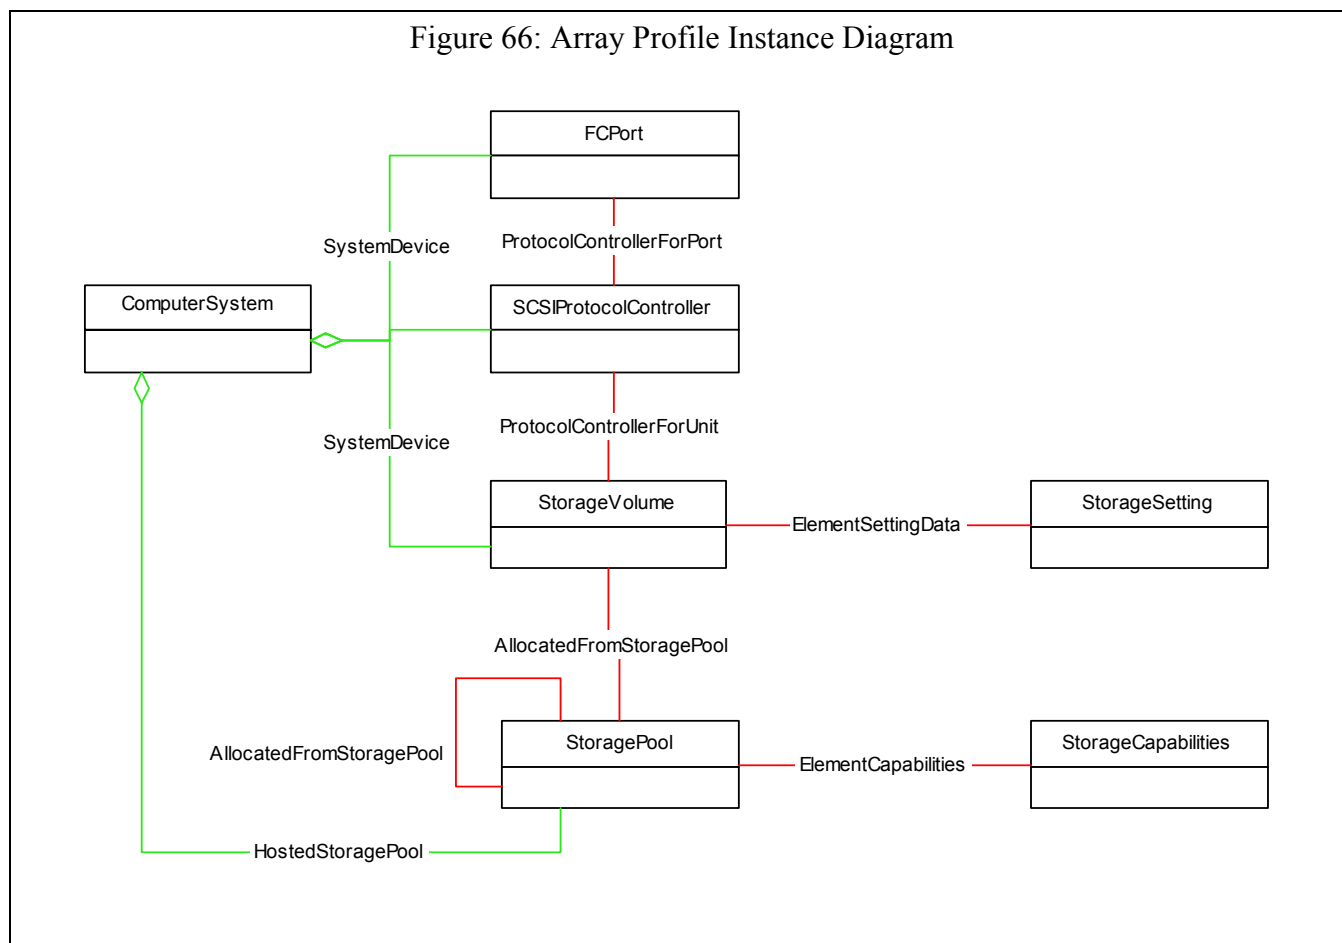 Figure 66: Array Profile Instance Diagram
FCPort
SystemDevice
ProtocolControllerForPort
ComputerSystem
SCSIProtocolController
SystemDevice
ProtocolControllerForUnit
StorageVolume
ElementSettingData
StorageSetting
AllocatedFromStoragePool
AllocatedFromStoragePool
StoragePool
ElementCapabilities
StorageCapabilities
HostedStoragePool